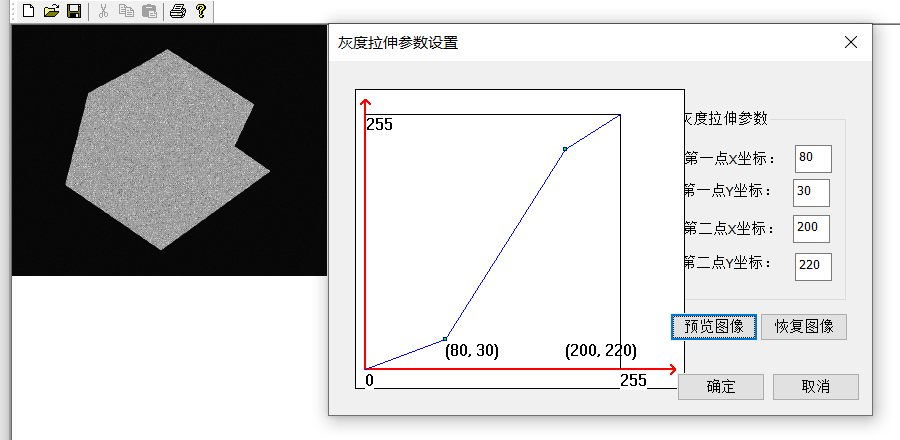 灰度拉伸参数设置
255
灰度拉伸参数
第一点X坐标： 80
第一点Y坐标： 30
第二点X坐标： 200
第二点Y坐标： 220
预览图像 恢复图像
(80, 30) (200, 220)
0 255
确定 取消